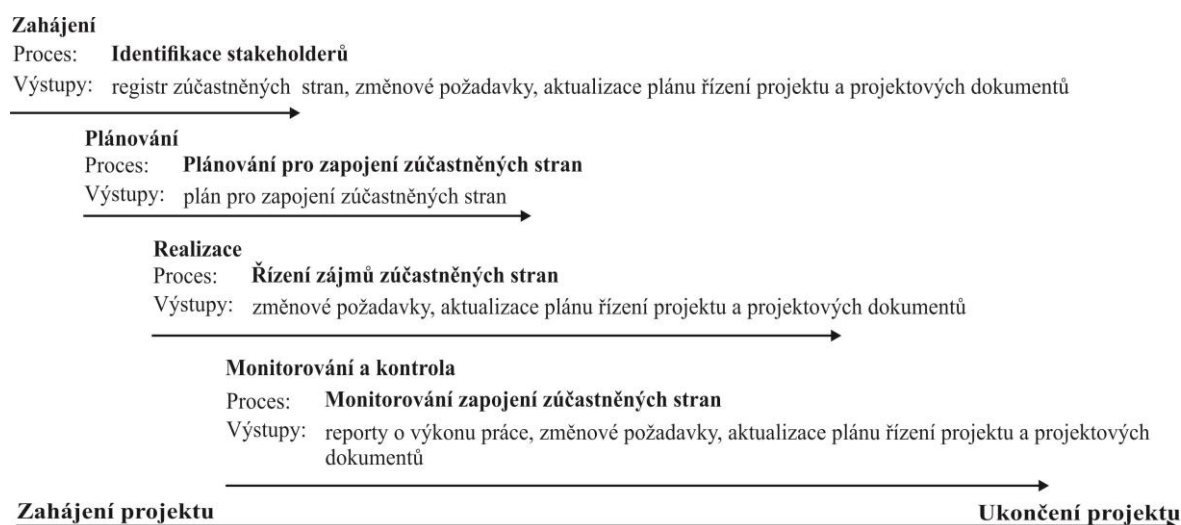 Zahájení
Proces: Identifikace stakeholderů
Výstupy: registr zúčastněných stran, změnové požadavky, aktualizace plánu řízení projektu a projektových dokumentů
Plánování
Proces: Plánování pro zapojení zúčastněných stran
Výstupy: plán pro zapojení zúčastněných stran
Realizace
Proces: Řízení zájmů zúčastněných stran
Výstupy: změnové požadavky, aktualizace plánu řízení projektu a projektových dokumentů
Monitorování a kontrola
Proces: Monitorování zapojení zúčastněných stran
Výstupy: reporty o výkonu práce, změnové požadavky, aktualizace plánu řízení projektu a projektových
dokumentů
Zahájení projektu Ukončení projektu